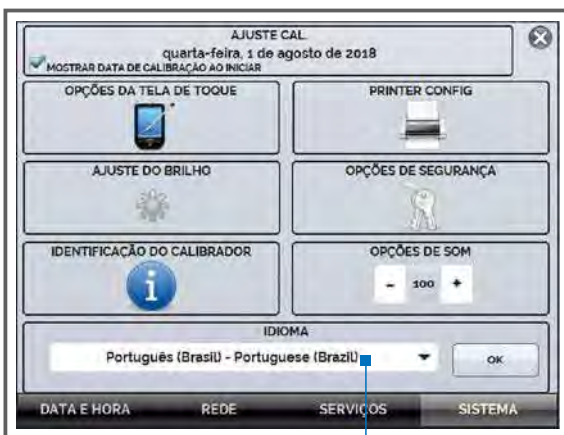 AJUSTE CAL
quarta-feira, 1 de agosto de 2018
MOSTRAR DATA DE CALIBRAÇÃO AO INICIAR
OPÇÕES DA TELA DE TOQUE
PRINTER CONFIG
AJUSTE DO BRILHO
OPÇÕES DE SEGURANÇA
IDENTIFICAÇÃO DO CALIBRADOR
OPÇÕES DE SOM
- 100 +
IDIOMA
Português (Brasil) - Portuguese (Brazil)
OK
DATA E HORA REDE SERVIÇOS SISTEMA